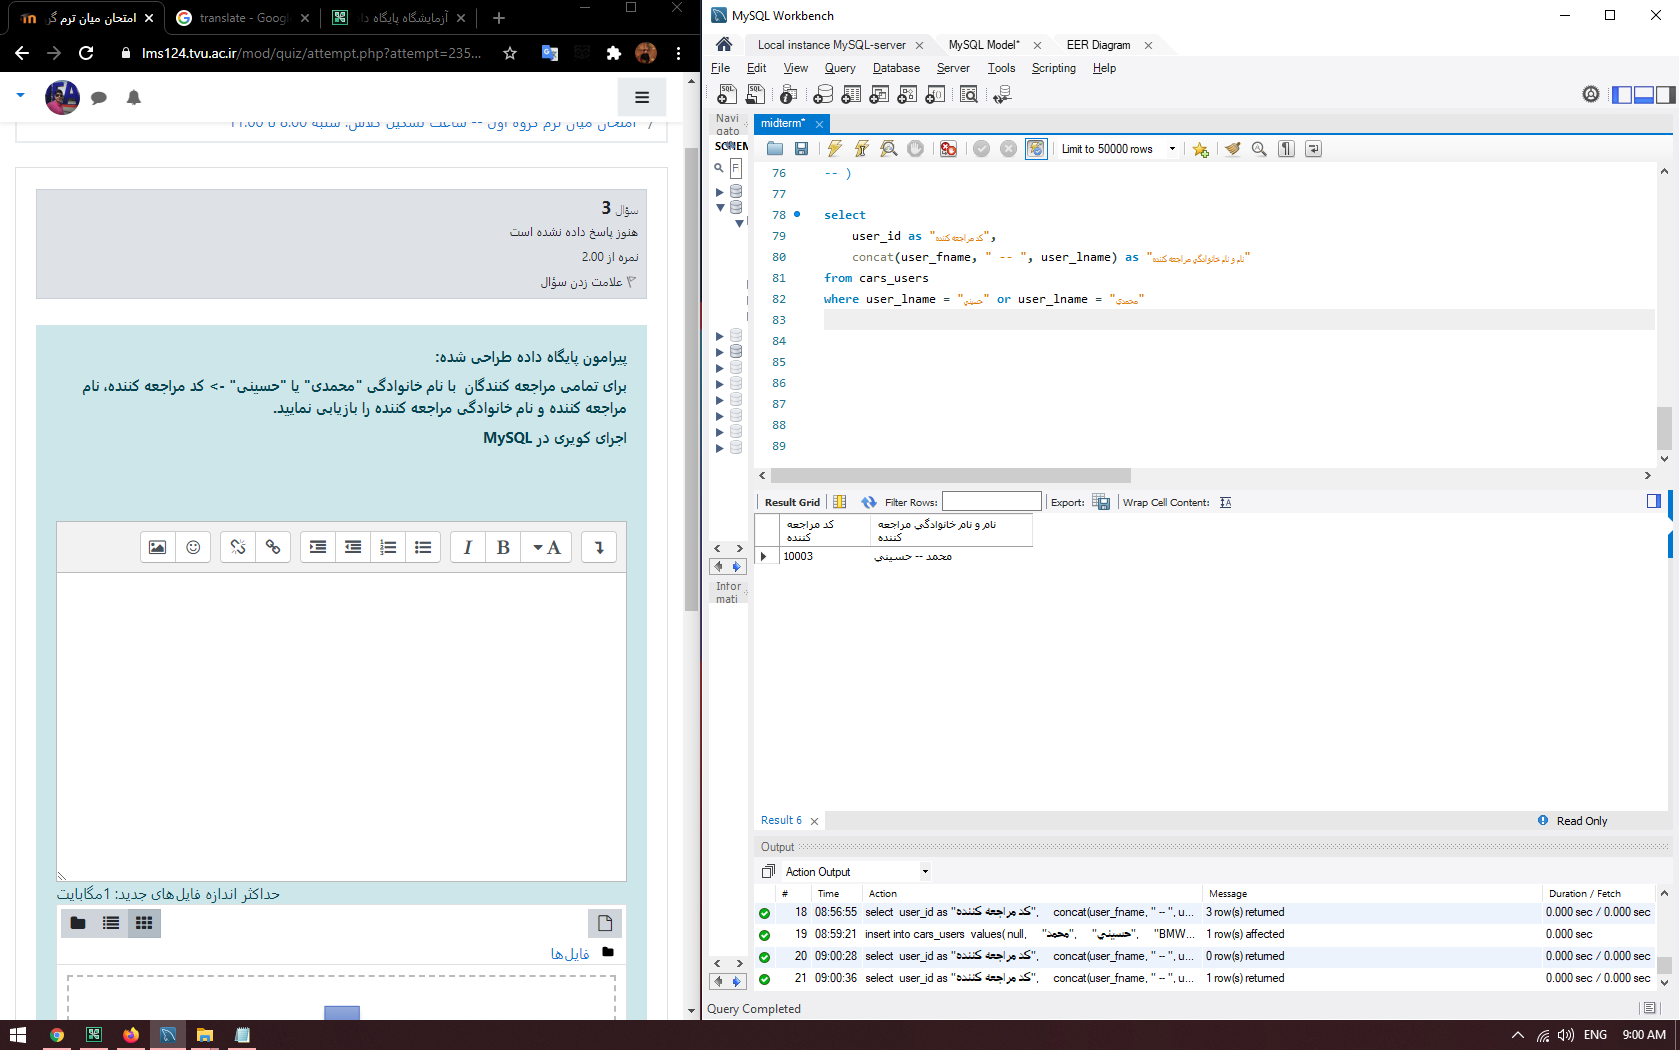 امتحان میان ترم گر
translate - Googl
آزمایشگاه پایگاه دا
lms124.tvu.ac.ir/mod/quiz/attempt.php?attempt=235...
/ امتحان میان ترم گروه اول -- ساعت تشکیل کلاس: شنبه 8:00 تا 11:00
سؤال 3
هنوز پاسخ داده نشده است
نمره از 2.00
علامت زدن سؤال
پیرامون پایگاه داده طراحی شده:
برای تمامی مراجعه کنندگان با نام خانوادگی "محمدی" یا "حسینی" -> کد مراجعه کننده، نام
مراجعه کننده و نام خانوادگی مراجعه کننده را بازیابی نمایید.
اجرای کویری در MySQL
I B A
حداکثر اندازه فایل‌های جدید: 1مگابایت
فایل‌ها
MySQL Workbench
Local instance MySQL-server
MySQL Model*
EER Diagram
File Edit View Query Database Server Tools Scripting Help
Navi
gato
SCHEM
F
midterm*
Limit to 50000 rows
76 -- )
77
78 select
79 user_id as "کد مراجعه کننده",
80 concat(user_fname, " -- ", user_lname) as "نام و نام خانوادگي مراجعه کننده"
81 from cars_users
82 where user_lname = "حسيني" or user_lname = "محمدي"
83
84
85
86
87
88
89
Result Grid Filter Rows: Export: Wrap Cell Content:
کد مراجعه
کننده
نام و نام خانوادگي مراجعه
کننده
10003 محمد -- حسيني
Infor
mati
Result 6
Read Only
Output
Action Output
# Time Action Message Duration / Fetch
18 08:56:55 select user_id as "کد مراجعه کننده", concat(user_fname, " -- ", u... 3 row(s) returned 0.000 sec / 0.000 sec
19 08:59:21 insert into cars_users values( null, "محمد", "حسيني", "BMW... 1 row(s) affected 0.000 sec
20 09:00:28 select user_id as "کد مراجعه کننده", concat(user_fname, " -- ", u... 0 row(s) returned 0.000 sec / 0.000 sec
21 09:00:36 select user_id as "کد مراجعه کننده", concat(user_fname, " -- ", u... 1 row(s) returned 0.000 sec / 0.000 sec
Query Completed
ENG 9:00 AM